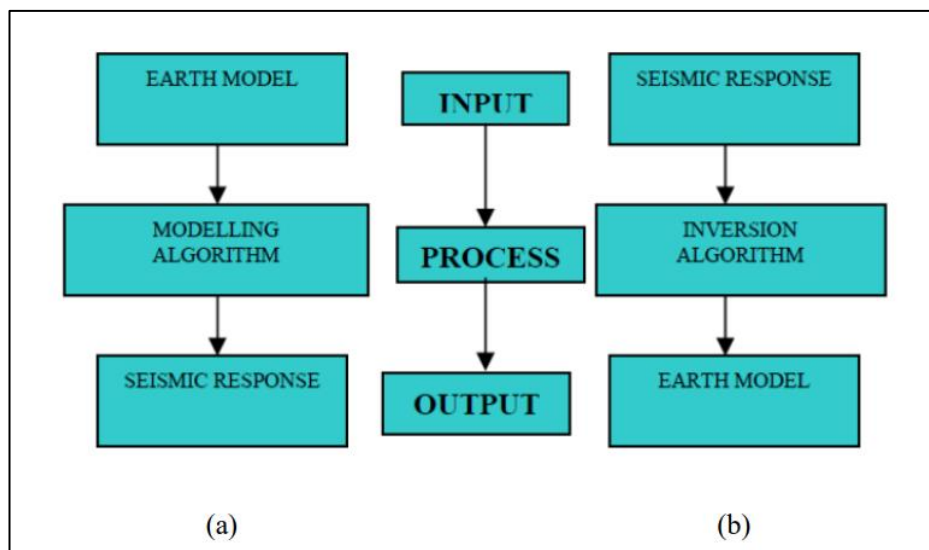 EARTH MODEL
MODELLING
ALGORITHM
SEISMIC RESPONSE
INPUT
PROCESS
OUTPUT
SEISMIC RESPONSE
INVERSION
ALGORITHM
EARTH MODEL
(a)
(b)